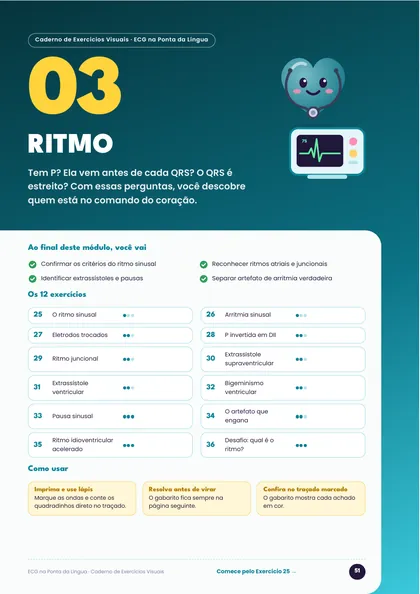 Caderno de Exercícios Visuais · ECG na Ponta da Língua
03
RITMO
Tem P? Ela vem antes de cada QRS? O QRS é
estreito? Com essas perguntas, você descobre
quem está no comando do coração.
75
Ao final deste módulo, você vai
Confirmar os critérios do ritmo sinusal
Reconhecer ritmos atriais e juncionais
Identificar extrassístoles e pausas
Separar artefato de arritmia verdadeira
Os 12 exercícios
25 O ritmo sinusal
26 Arritmia sinusal
27 Eletrodos trocados
28 P invertida em DII
29 Ritmo juncional
30 Extrassístole
supraventricular
31 Extrassístole
ventricular
32 Bigeminismo
ventricular
33 Pausa sinusal
34 O artefato que
engana
35 Ritmo idioventricular
acelerado
36 Desafio: qual é o
ritmo?
Como usar
Imprima e use lápis
Marque as ondas e conte os
quadradinhos direto no traçado.
Resolva antes de virar
O gabarito fica sempre na
página seguinte.
Confira no traçado marcado
O gabarito mostra cada achado
em cor.
ECG na Ponta da Língua · Caderno de Exercícios Visuais
Comece pelo Exercício 25 →
51